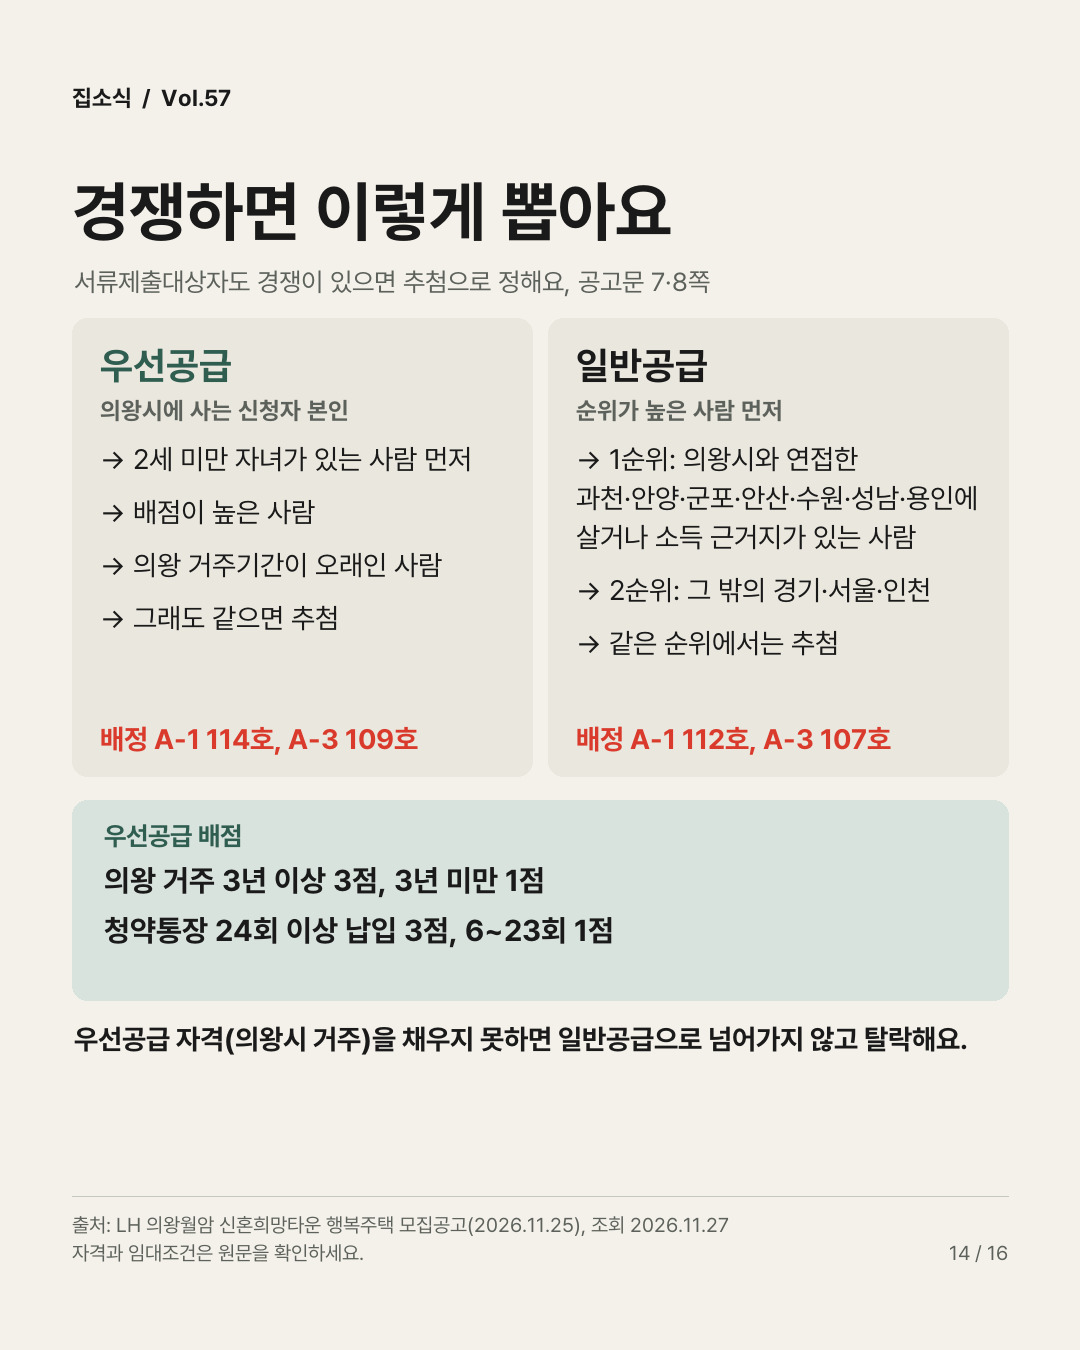 집소식 / Vol.57
경쟁하면 이렇게 뽑아요
서류제출대상자도 경쟁이 있으면 추첨으로 정해요, 공고문 7·8쪽
우선공급
의왕시에 사는 신청자 본인
→ 2세 미만 자녀가 있는 사람 먼저
→ 배점이 높은 사람
→ 의왕 거주기간이 오래인 사람
→ 그래도 같으면 추첨
배정 A-1 114호, A-3 109호
일반공급
순위가 높은 사람 먼저
→ 1순위: 의왕시와 연접한
과천·안양·군포·안산·수원·성남·용인에
살거나 소득 근거지가 있는 사람
→ 2순위: 그 밖의 경기·서울·인천
→ 같은 순위에서는 추첨
배정 A-1 112호, A-3 107호
우선공급 배점
의왕 거주 3년 이상 3점, 3년 미만 1점
청약통장 24회 이상 납입 3점, 6~23회 1점
우선공급 자격(의왕시 거주)을 채우지 못하면 일반공급으로 넘어가지 않고 탈락해요.
출처: LH 의왕월암 신혼희망타운 행복주택 모집공고(2026.11.25), 조회 2026.11.27
자격과 임대조건은 원문을 확인하세요.
14 / 16